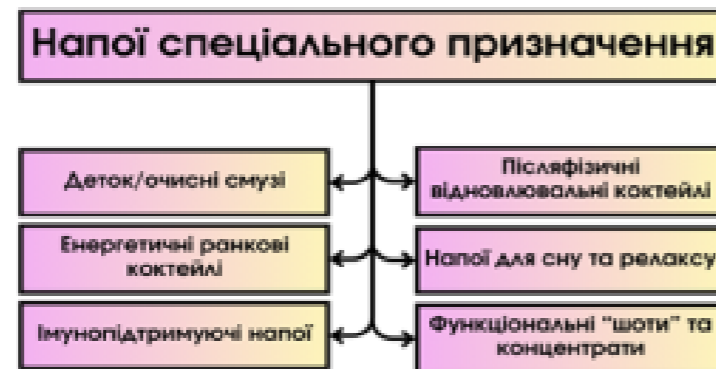 Напої спеціального призначення
Деток/очисні смузі
Післяфізичні
відновлювальні коктейлі
Енергетичні ранкові
коктейлі
Напої для сну та релаксу
Імунопідтримуючі напої
Функціональні "шоти" та
концентрати